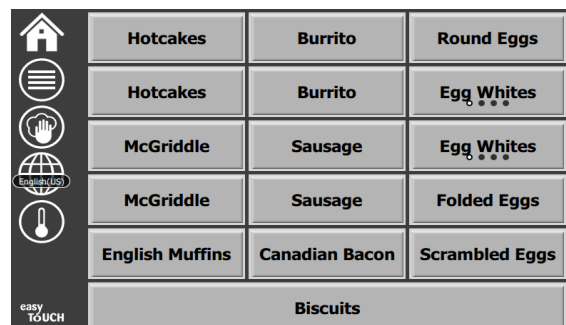 Hotcakes Burrito Round Eggs
Hotcakes Burrito Egg Whites
McGriddle Sausage Egg Whites
English(US)
McGriddle Sausage Folded Eggs
English Muffins Canadian Bacon Scrambled Eggs
Biscuits
easy
TOUCH